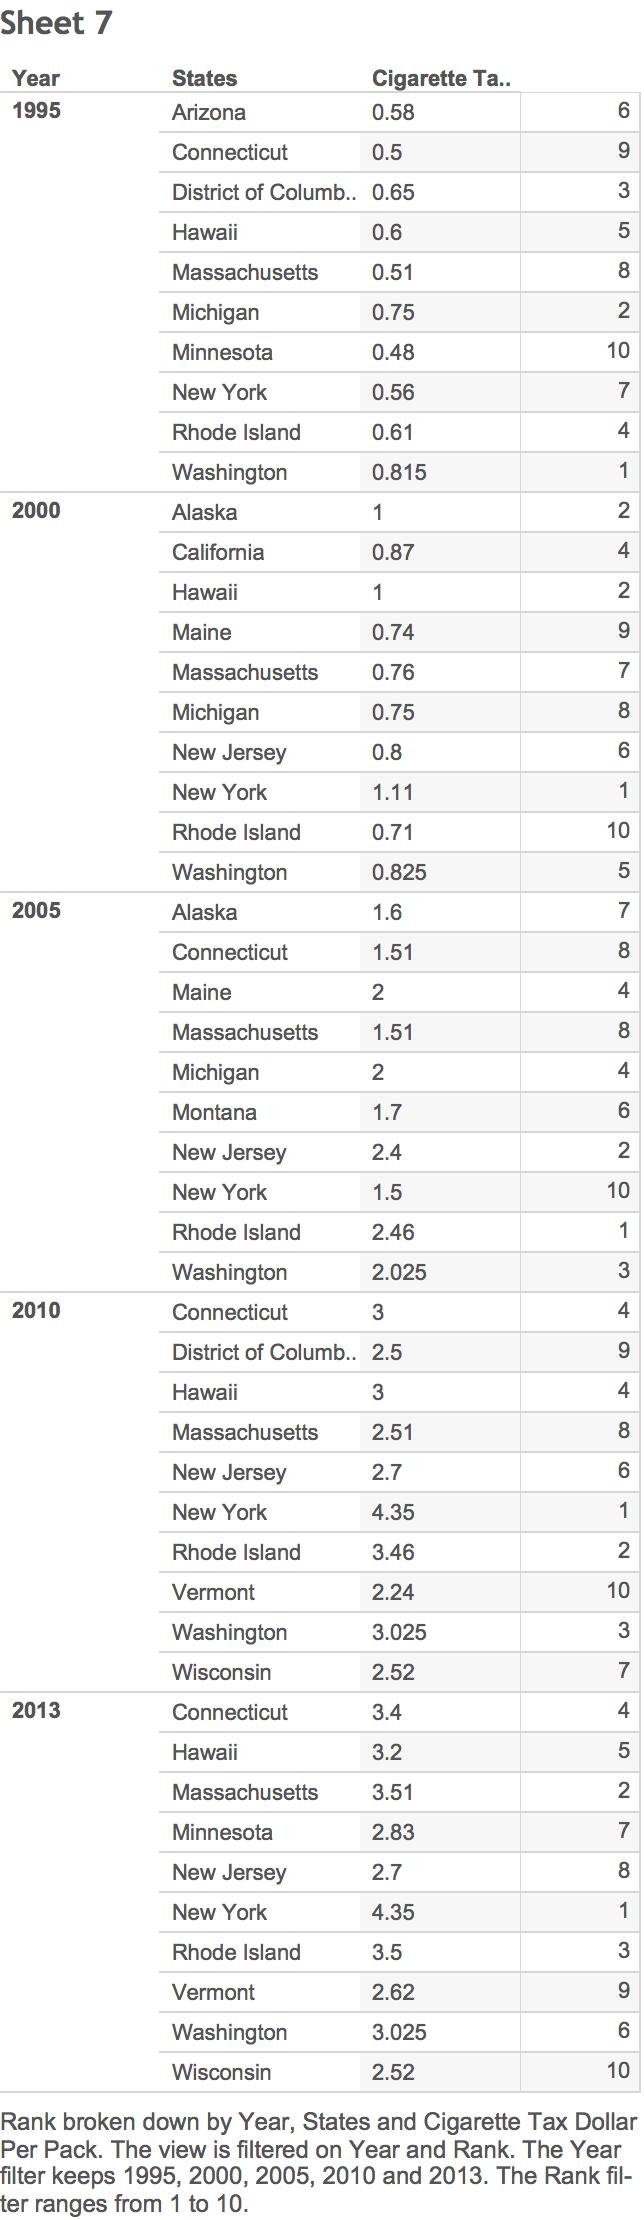 Sheet 7
Year States Cigarette Ta..
1995 Arizona 0.58 6
Connecticut 0.5 9
District of Columb.. 0.65 3
Hawaii 0.6 5
Massachusetts 0.51 8
Michigan 0.75 2
Minnesota 0.48 10
New York 0.56 7
Rhode Island 0.61 4
Washington 0.815 1
2000 Alaska 1 2
California 0.87 4
Hawaii 1 2
Maine 0.74 9
Massachusetts 0.76 7
Michigan 0.75 8
New Jersey 0.8 6
New York 1.11 1
Rhode Island 0.71 10
Washington 0.825 5
2005 Alaska 1.6 7
Connecticut 1.51 8
Maine 2 4
Massachusetts 1.51 8
Michigan 2 4
Montana 1.7 6
New Jersey 2.4 2
New York 1.5 10
Rhode Island 2.46 1
Washington 2.025 3
2010 Connecticut 3 4
District of Columb.. 2.5 9
Hawaii 3 4
Massachusetts 2.51 8
New Jersey 2.7 6
New York 4.35 1
Rhode Island 3.46 2
Vermont 2.24 10
Washington 3.025 3
Wisconsin 2.52 7
2013 Connecticut 3.4 4
Hawaii 3.2 5
Massachusetts 3.51 2
Minnesota 2.83 7
New Jersey 2.7 8
New York 4.35 1
Rhode Island 3.5 3
Vermont 2.62 9
Washington 3.025 6
Wisconsin 2.52 10
Rank broken down by Year, States and Cigarette Tax Dollar
Per Pack. The view is filtered on Year and Rank. The Year
filter keeps 1995, 2000, 2005, 2010 and 2013. The Rank fil-
ter ranges from 1 to 10.